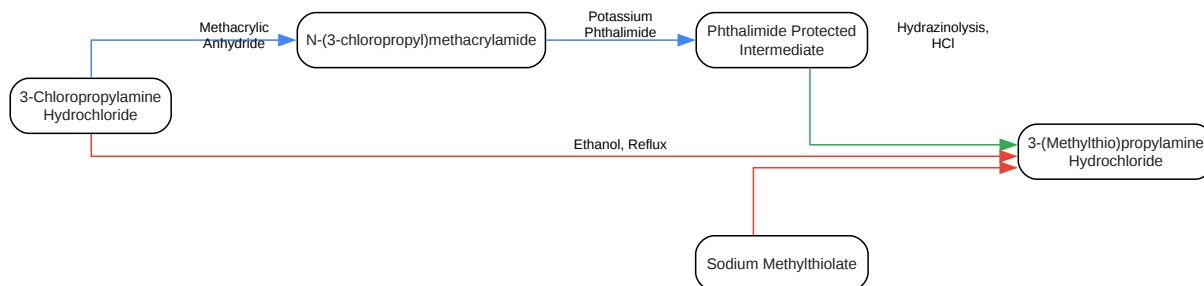 Methacrylic
Anhydride
N-(3-chloropropyl)methacrylamide
Potassium
Phthalimide
Phthalimide Protected
Intermediate
Hydrazinolysis,
HCl
3-Chloropropylamine
Hydrochloride
Ethanol, Reflux
3-(Methylthio)propylamine
Hydrochloride
Sodium Methylthiolate